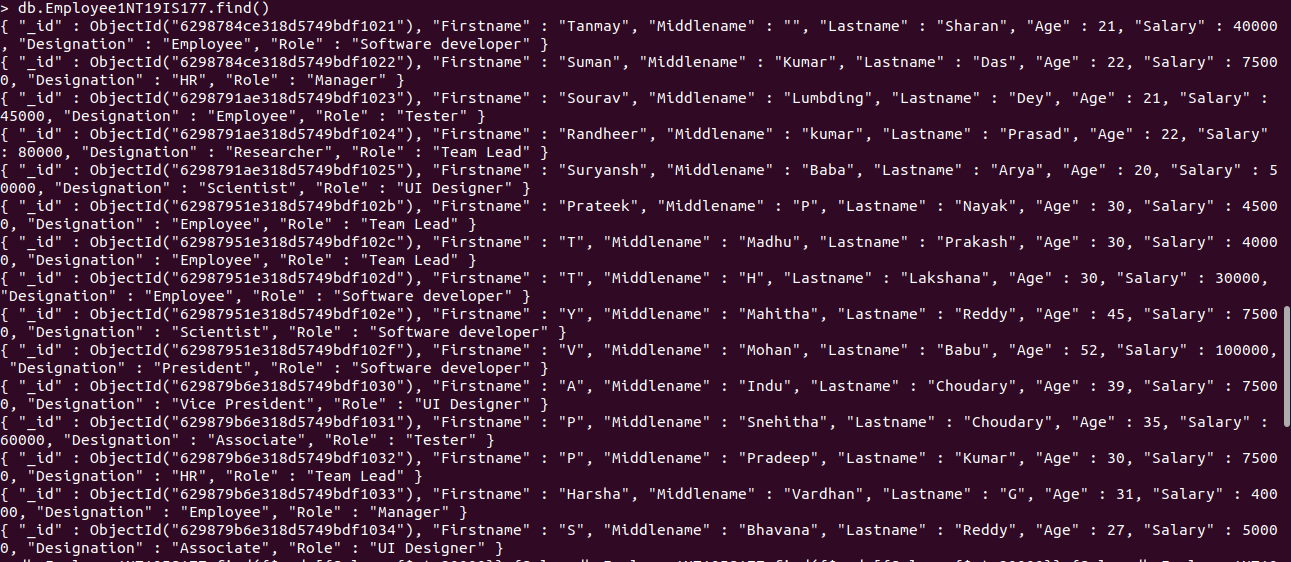 > db.Employee1NT19IS177.find()
{ "_id" : ObjectId("6298784ce318d5749bdf1021"), "Firstname" : "Tanmay", "Middlename" : "", "Lastname" : "Sharan", "Age" : 21, "Salary" : 40000
, "Designation" : "Employee", "Role" : "Software developer" }
{ "_id" : ObjectId("6298784ce318d5749bdf1022"), "Firstname" : "Suman", "Middlename" : "Kumar", "Lastname" : "Das", "Age" : 22, "Salary" : 7500
0, "Designation" : "HR", "Role" : "Manager" }
{ "_id" : ObjectId("6298791ae318d5749bdf1023"), "Firstname" : "Sourav", "Middlename" : "Lumbding", "Lastname" : "Dey", "Age" : 21, "Salary" :
45000, "Designation" : "Employee", "Role" : "Tester" }
{ "_id" : ObjectId("6298791ae318d5749bdf1024"), "Firstname" : "Randheer", "Middlename" : "kumar", "Lastname" : "Prasad", "Age" : 22, "Salary"
: 80000, "Designation" : "Researcher", "Role" : "Team Lead" }
{ "_id" : ObjectId("6298791ae318d5749bdf1025"), "Firstname" : "Suryansh", "Middlename" : "Baba", "Lastname" : "Arya", "Age" : 20, "Salary" : 5
0000, "Designation" : "Scientist", "Role" : "UI Designer" }
{ "_id" : ObjectId("62987951e318d5749bdf102b"), "Firstname" : "Prateek", "Middlename" : "P", "Lastname" : "Nayak", "Age" : 30, "Salary" : 4500
0, "Designation" : "Employee", "Role" : "Team Lead" }
{ "_id" : ObjectId("62987951e318d5749bdf102c"), "Firstname" : "T", "Middlename" : "Madhu", "Lastname" : "Prakash", "Age" : 30, "Salary" : 4000
0, "Designation" : "Employee", "Role" : "Team Lead" }
{ "_id" : ObjectId("62987951e318d5749bdf102d"), "Firstname" : "T", "Middlename" : "H", "Lastname" : "Lakshana", "Age" : 30, "Salary" : 30000,
"Designation" : "Employee", "Role" : "Software developer" }
{ "_id" : ObjectId("62987951e318d5749bdf102e"), "Firstname" : "Y", "Middlename" : "Mahitha", "Lastname" : "Reddy", "Age" : 45, "Salary" : 7500
0, "Designation" : "Scientist", "Role" : "Software developer" }
{ "_id" : ObjectId("62987951e318d5749bdf102f"), "Firstname" : "V", "Middlename" : "Mohan", "Lastname" : "Babu", "Age" : 52, "Salary" : 100000,
"Designation" : "President", "Role" : "Software developer" }
{ "_id" : ObjectId("629879b6e318d5749bdf1030"), "Firstname" : "A", "Middlename" : "Indu", "Lastname" : "Choudary", "Age" : 39, "Salary" : 7500
0, "Designation" : "Vice President", "Role" : "UI Designer" }
{ "_id" : ObjectId("629879b6e318d5749bdf1031"), "Firstname" : "P", "Middlename" : "Snehitha", "Lastname" : "Choudary", "Age" : 35, "Salary" :
60000, "Designation" : "Associate", "Role" : "Tester" }
{ "_id" : ObjectId("629879b6e318d5749bdf1032"), "Firstname" : "P", "Middlename" : "Pradeep", "Lastname" : "Kumar", "Age" : 30, "Salary" : 7500
0, "Designation" : "HR", "Role" : "Team Lead" }
{ "_id" : ObjectId("629879b6e318d5749bdf1033"), "Firstname" : "Harsha", "Middlename" : "Vardhan", "Lastname" : "G", "Age" : 31, "Salary" : 400
00, "Designation" : "Employee", "Role" : "Manager" }
{ "_id" : ObjectId("629879b6e318d5749bdf1034"), "Firstname" : "S", "Middlename" : "Bhavana", "Lastname" : "Reddy", "Age" : 27, "Salary" : 5000
0, "Designation" : "Associate", "Role" : "UI Designer" }